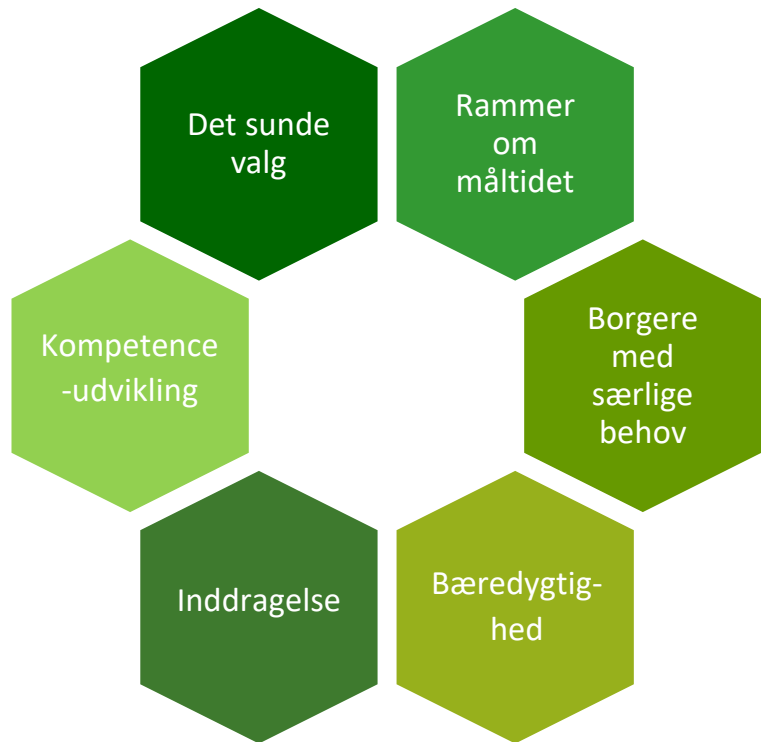 Det sunde
valg
Rammer
om
måltidet
Kompetence
-udvikling
Borgere
med
særlige
behov
Inddragelse
Bæredygtig-
hed